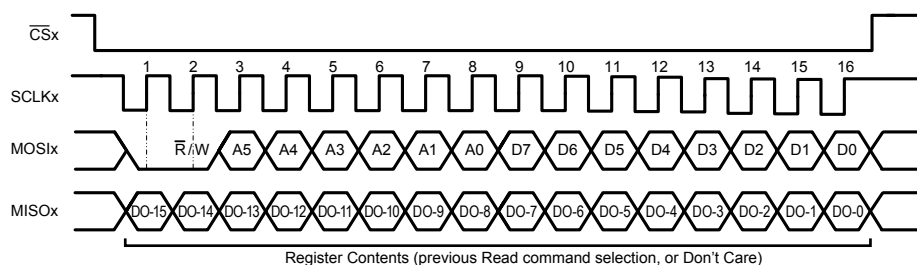 CSx
1 2 3 4 5 6 7 8 9 10 11 12 13 14 15 16
SCLKx
MOSIx R/W A5 A4 A3 A2 A1 A0 D7 D6 D5 D4 D3 D2 D1 D0
MISOx DO-15 DO-14 DO-13 DO-12 DO-11 DO-10 DO-9 DO-8 DO-7 DO-6 DO-5 DO-4 DO-3 DO-2 DO-1 DO-0
Register Contents (previous Read command selection, or Don't Care)